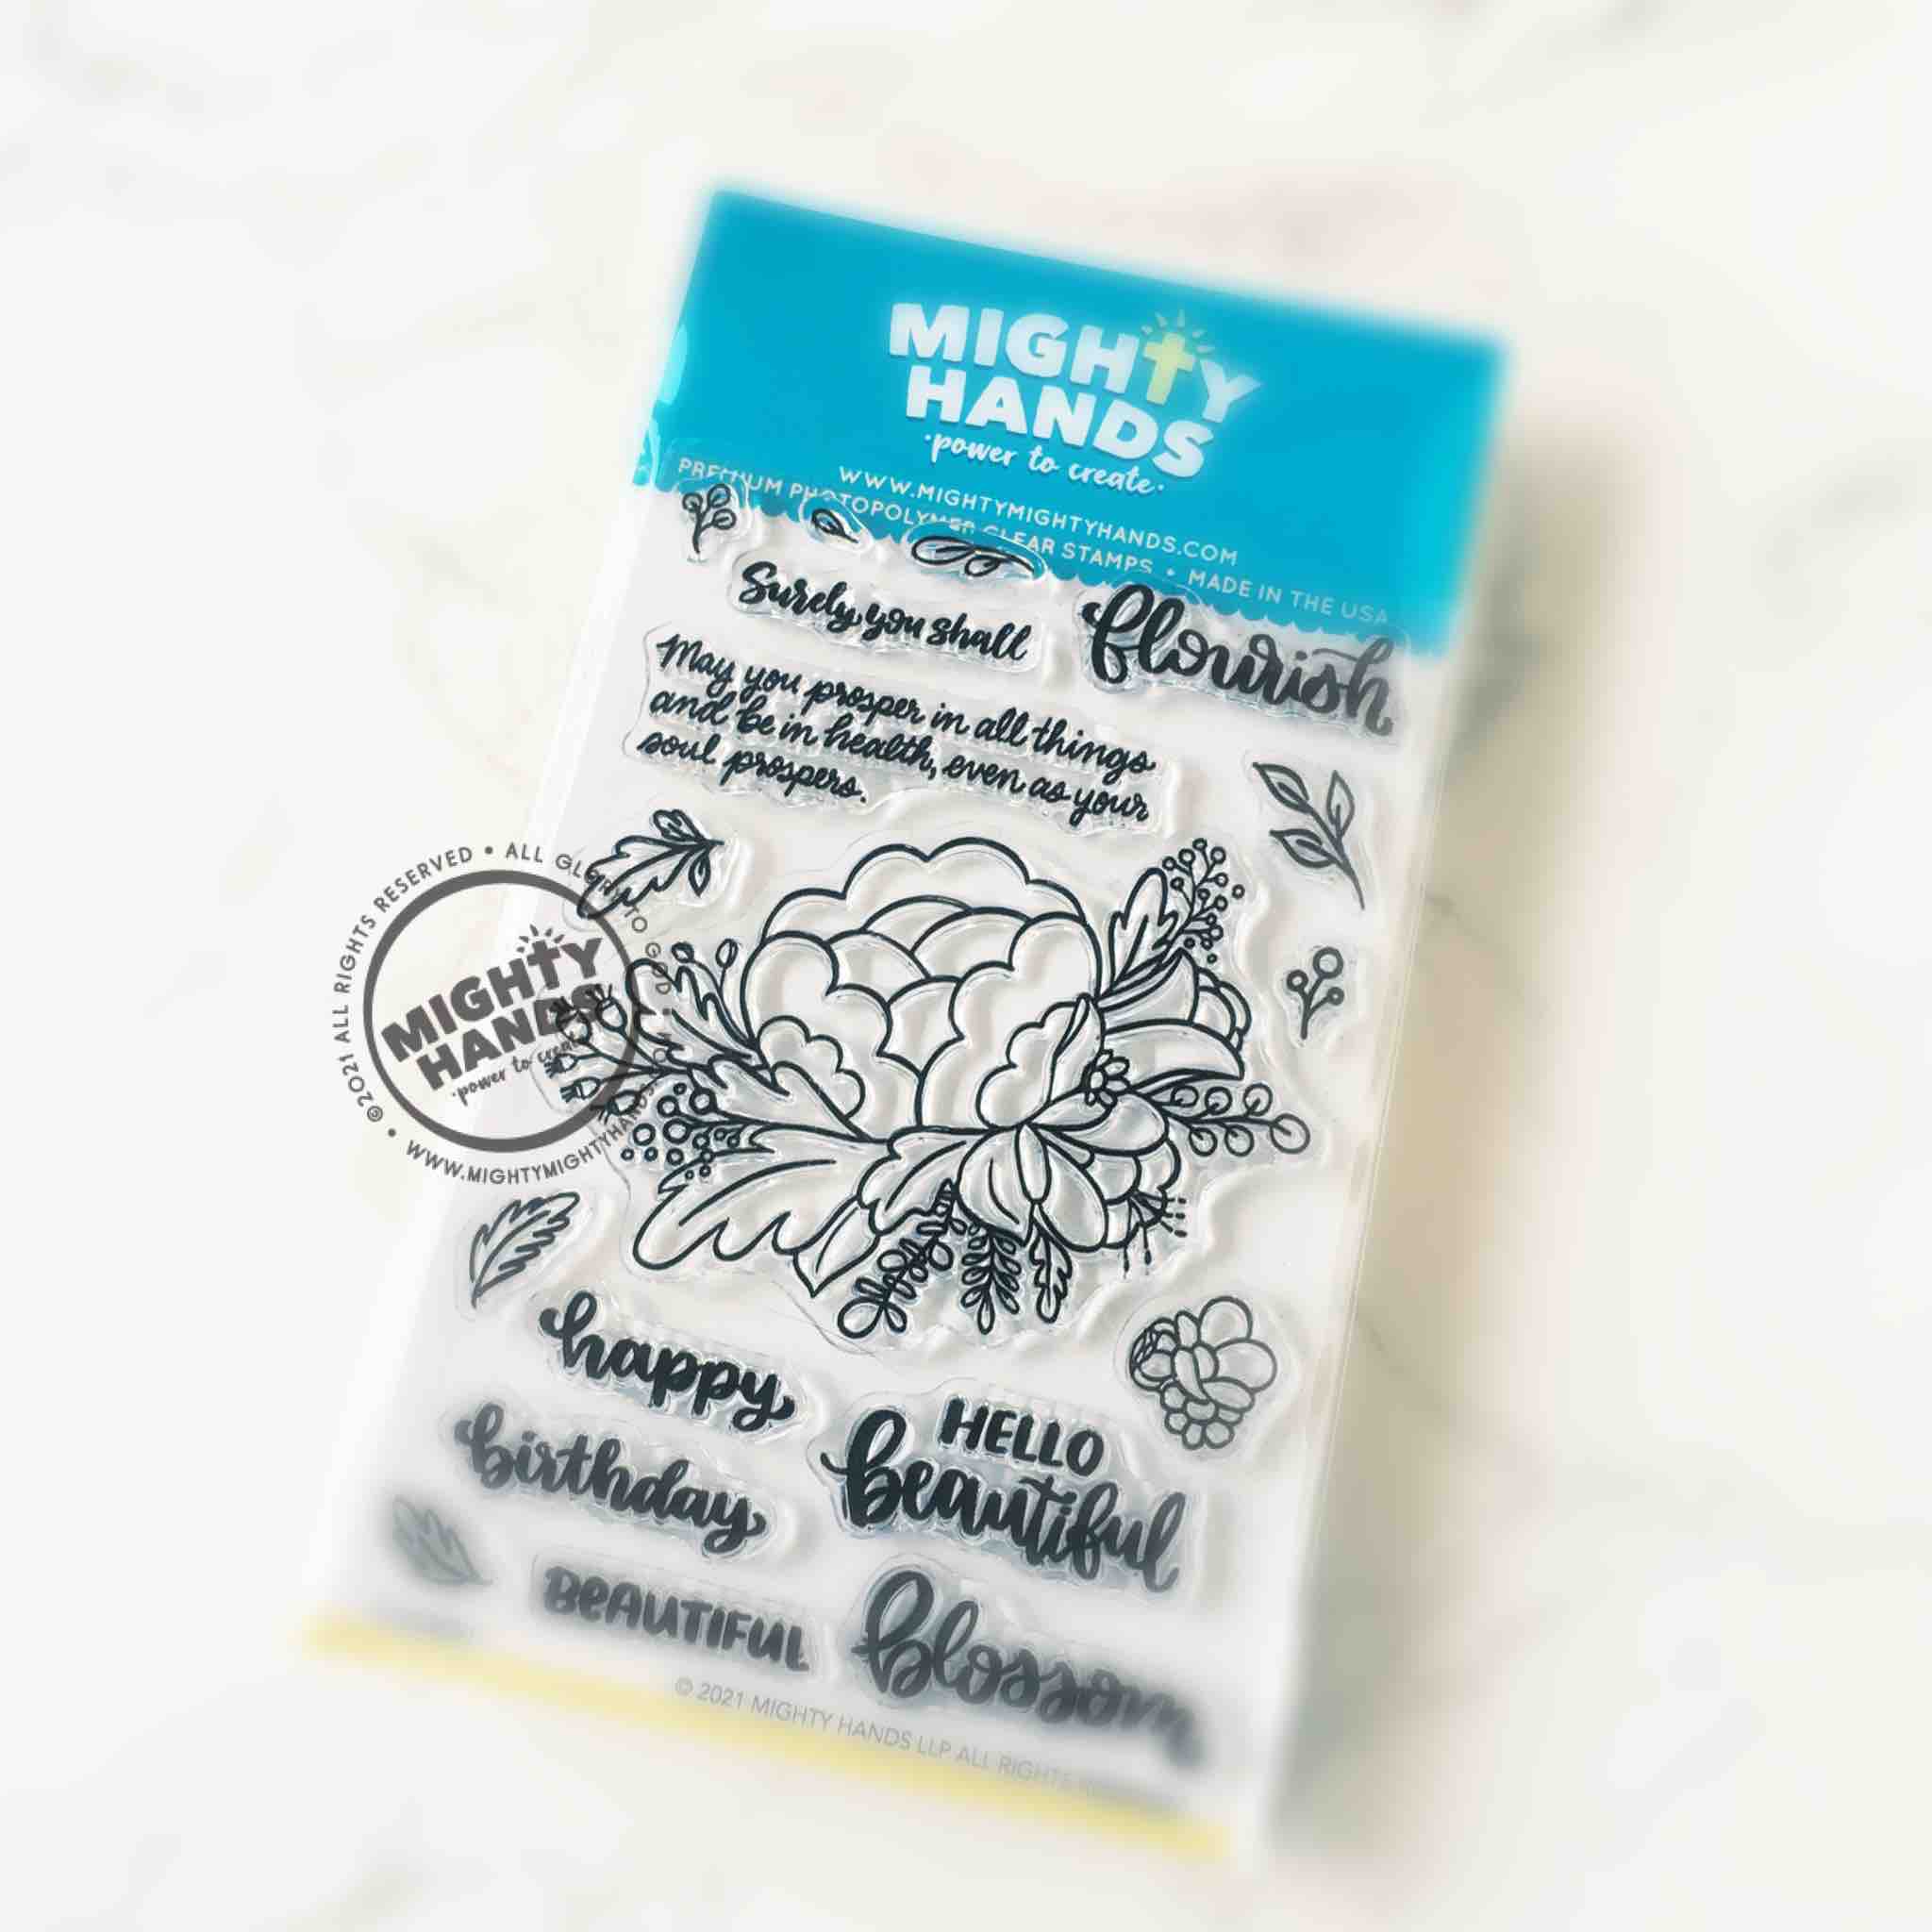 MIGHTY
HANDS
•power to create•
WWW.MIGHTYMIGHTYHANDS.COM
PREMIUM PHOTOPOLYMER CLEAR STAMPS • MADE IN THE USA
Surely you shall
flourish
May you prosper in all things
and be in health, even as your
soul prospers.
©2021 ALL RIGHTS RESERVED • ALL GLORY TO GOD • WWW.MIGHTYMIGHTYHANDS
MIGHTY
HANDS
•power to create•
happy
birthday
HELLO
beautiful
BEAUTIFUL
blossom
© 2021 MIGHTY HANDS LLP ALL RIGHTS